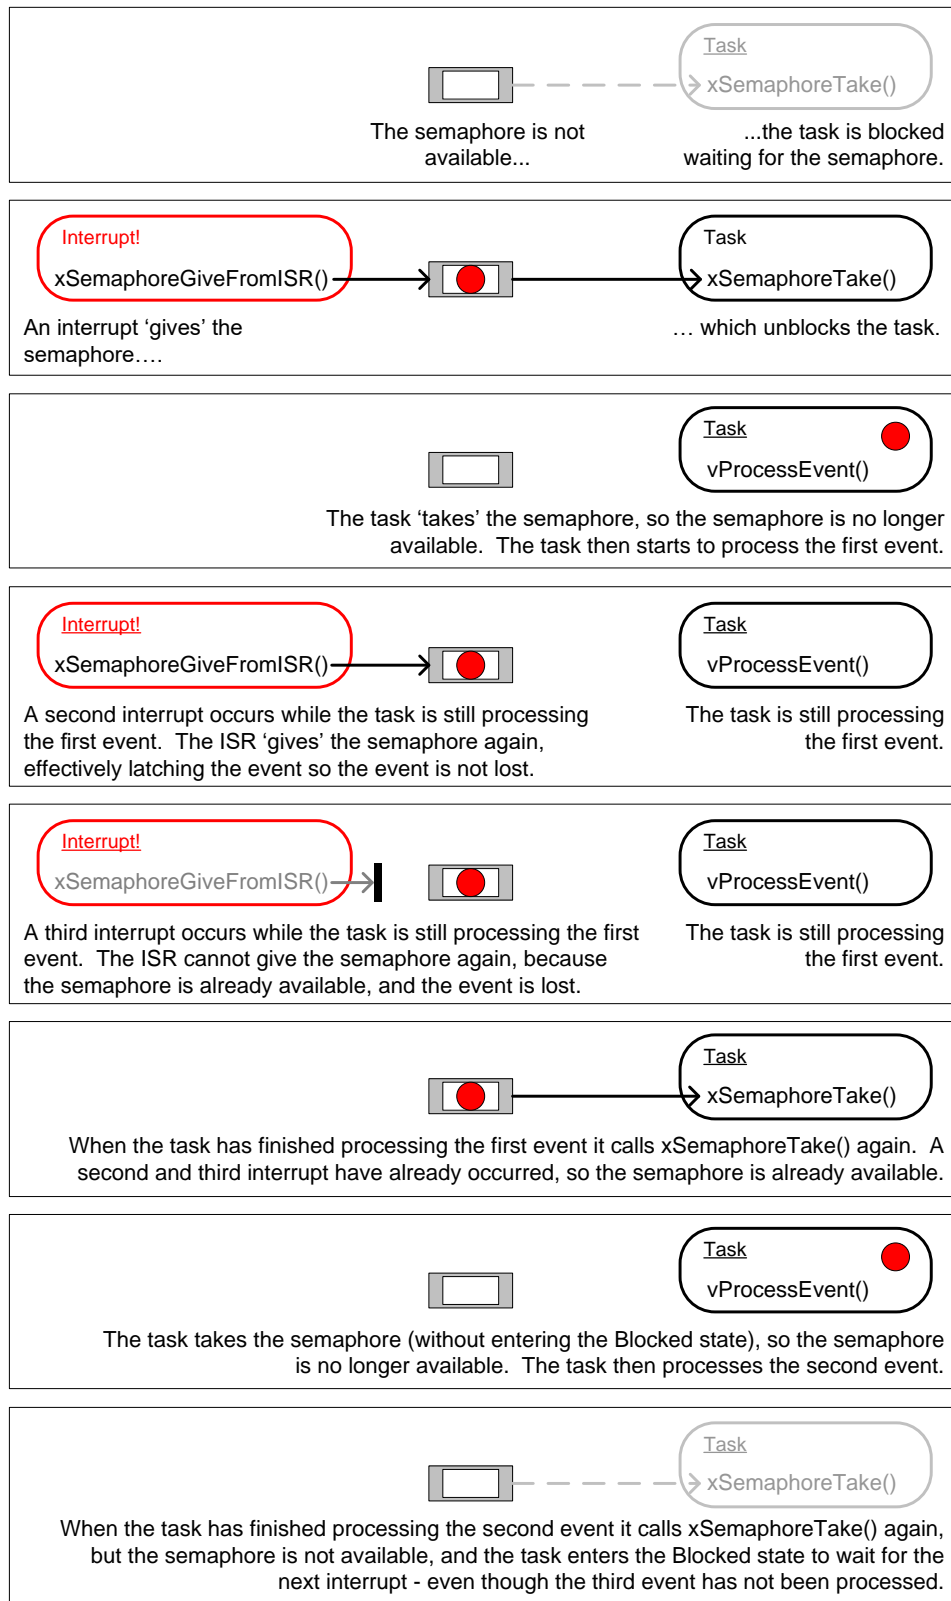 Task
xSemaphoreTake()
The semaphore is not
available...
...the task is blocked
waiting for the semaphore.
Interrupt!
xSemaphoreGiveFromISR()
Task
xSemaphoreTake()
An interrupt ‘gives’ the
semaphore….
… which unblocks the task.
Task
vProcessEvent()
The task ‘takes’ the semaphore, so the semaphore is no longer
available.  The task then starts to process the first event.
Interrupt!
xSemaphoreGiveFromISR()
Task
vProcessEvent()
A second interrupt occurs while the task is still processing
the first event.  The ISR ‘gives’ the semaphore again,
effectively latching the event so the event is not lost.
The task is still processing
the first event.
Interrupt!
xSemaphoreGiveFromISR()
Task
vProcessEvent()
A third interrupt occurs while the task is still processing the first
event.  The ISR cannot give the semaphore again, because
the semaphore is already available, and the event is lost.
The task is still processing
the first event.
Task
xSemaphoreTake()
When the task has finished processing the first event it calls xSemaphoreTake() again.  A
second and third interrupt have already occurred, so the semaphore is already available.
Task
vProcessEvent()
The task takes the semaphore (without entering the Blocked state), so the semaphore
is no longer available.  The task then processes the second event.
Task
xSemaphoreTake()
When the task has finished processing the second event it calls xSemaphoreTake() again,
but the semaphore is not available, and the task enters the Blocked state to wait for the
next interrupt - even though the third event has not been processed.